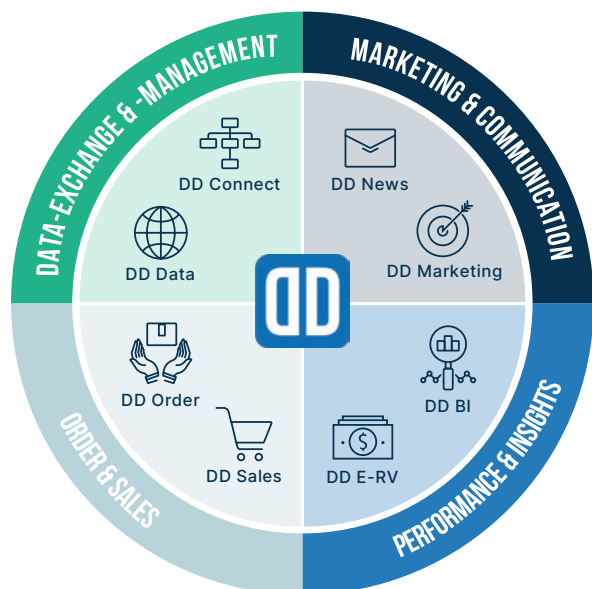 DATA-EXCHANGE & -MANAGEMENT
MARKETING & COMMUNICATION
DD Connect
DD News
DD Data
DD Marketing
DD
DD Order
DD BI
DD Sales
DD E-RV
ORDER & SALES
PERFORMANCE & INSIGHTS